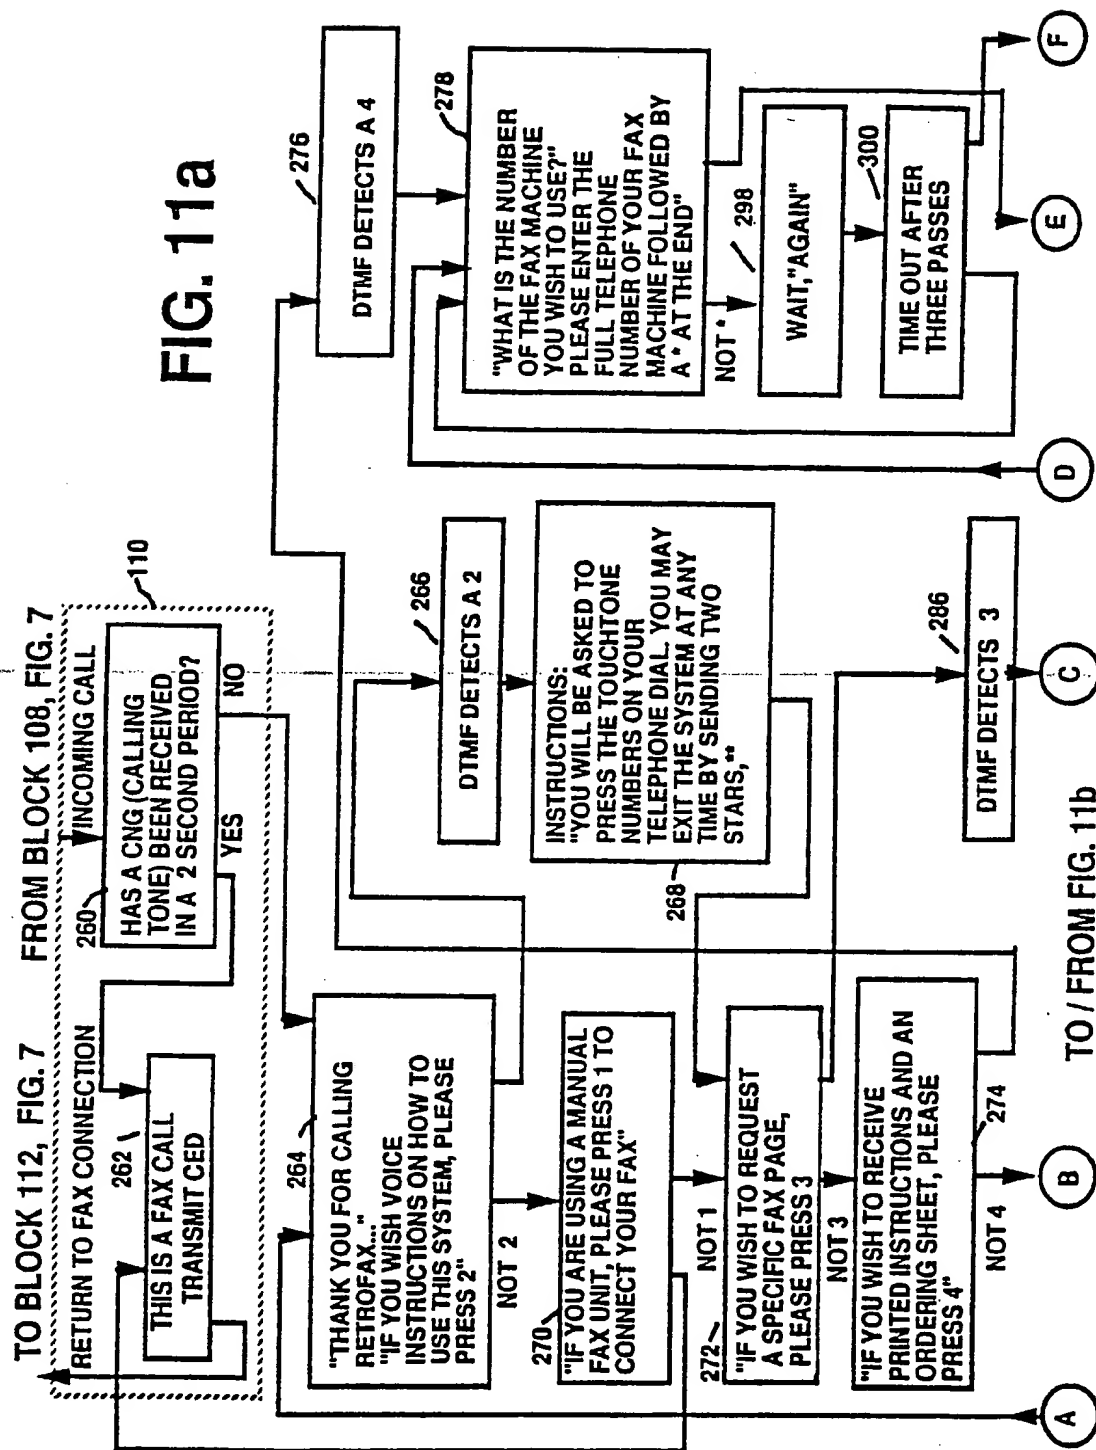 FIG. 11a
TO BLOCK 112, FIG. 7
FROM BLOCK 108, FIG. 7
RETURN TO FAX CONNECTION
INCOMING CALL
110
260
HAS A CNG (CALLING
TONE) BEEN RECEIVED
IN A 2 SECOND PERIOD?
YES
NO
262
THIS IS A FAX CALL
TRANSMIT CED
264
"THANK YOU FOR CALLING
RETROFAX..."
"IF YOU WISH VOICE
INSTRUCTIONS ON HOW TO
USE THIS SYSTEM, PLEASE
PRESS 2"
NOT 2
270
"IF YOU ARE USING A MANUAL
FAX UNIT, PLEASE PRESS 1 TO
CONNECT YOUR FAX"
NOT 1
272
"IF YOU WISH TO REQUEST
A SPECIFIC FAX PAGE,
PLEASE PRESS 3
NOT 3
"IF YOU WISH TO RECEIVE
PRINTED INSTRUCTIONS AND AN
ORDERING SHEET, PLEASE
PRESS 4"
274
NOT 4
266
DTMF DETECTS A 2
INSTRUCTIONS:
"YOU WILL BE ASKED TO
PRESS THE TOUCHTONE
NUMBERS ON YOUR
TELEPHONE DIAL. YOU MAY
EXIT THE SYSTEM AT ANY
TIME BY SENDING TWO
STARS,**
268
286
DTMF DETECTS 3
276
DTMF DETECTS A 4
278
"WHAT IS THE NUMBER
OF THE FAX MACHINE
YOU WISH TO USE?"
PLEASE ENTER THE
FULL TELEPHONE
NUMBER OF YOUR FAX
MACHINE FOLLOWED BY
A * AT THE END"
NOT *
298
WAIT,"AGAIN"
300
TIME OUT AFTER
THREE PASSES
A
B
C
D
E
F
TO / FROM FIG. 11b